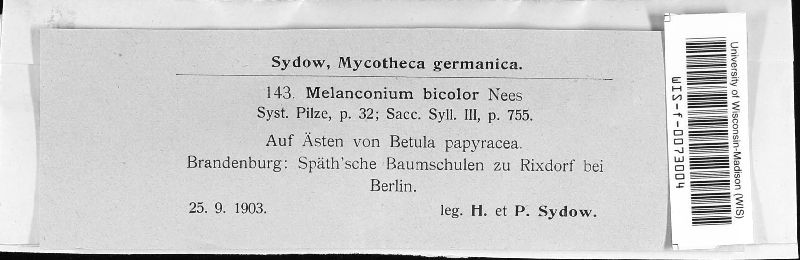 Sydow, Mycotheca germanica.
143. Melanconium bicolor Nees
Syst. Pilze, p. 32; Sacc. Syll. III, p. 755.
Auf Ästen von Betula papyracea.
Brandenburg: Späth'sche Baumschulen zu Rixdorf bei
Berlin.
25. 9. 1903. leg. H. et P. Sydow.
University of Wisconsin-Madison (WIS)
WIS-f-0073004